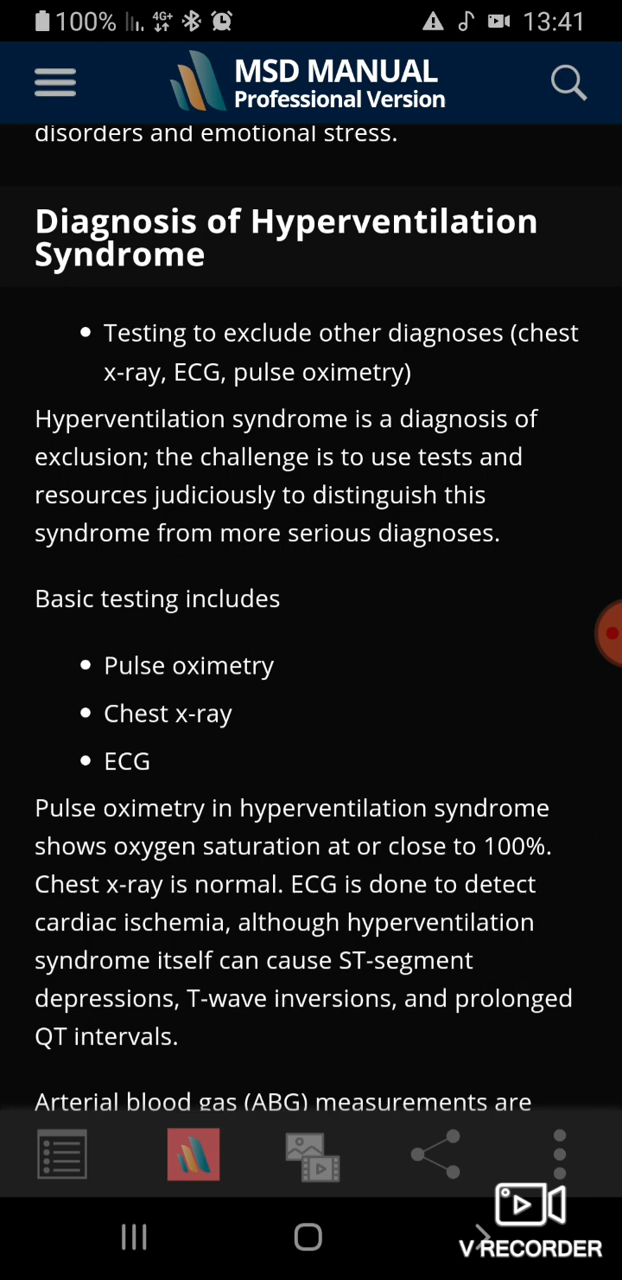 100% 4G+ 13:41
MSD MANUAL
Professional Version
disorders and emotional stress.
Diagnosis of Hyperventilation
Syndrome
• Testing to exclude other diagnoses (chest
x-ray, ECG, pulse oximetry)
Hyperventilation syndrome is a diagnosis of
exclusion; the challenge is to use tests and
resources judiciously to distinguish this
syndrome from more serious diagnoses.
Basic testing includes
• Pulse oximetry
• Chest x-ray
• ECG
Pulse oximetry in hyperventilation syndrome
shows oxygen saturation at or close to 100%.
Chest x-ray is normal. ECG is done to detect
cardiac ischemia, although hyperventilation
syndrome itself can cause ST-segment
depressions, T-wave inversions, and prolonged
QT intervals.
Arterial blood gas (ABG) measurements are
V RECORDER